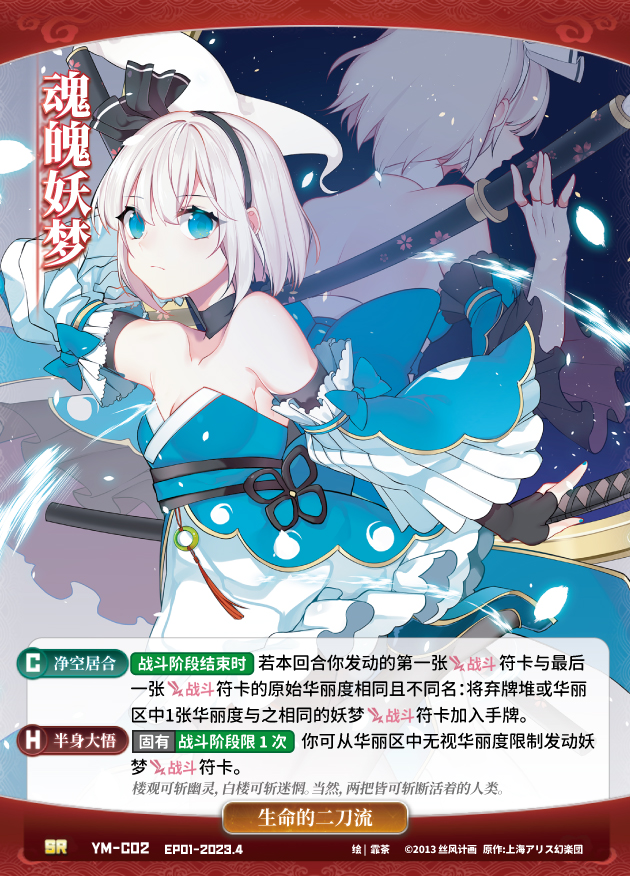 魂魄妖梦
C 净空居合 战斗阶段结束时 若本回合你发动的第一张战斗符卡与最后
一张战斗符卡的原始华丽度相同且不同名：将弃牌堆或华丽
区中1张华丽度与之相同的妖梦战斗符卡加入手牌。
H 半身大悟 固有 战斗阶段限1次 你可从华丽区中无视华丽度限制发动妖
梦战斗符卡。
楼观可斩幽灵，白楼可斩迷惘。当然，两把皆可斩断活着的人类。
生命的二刀流
SR YM-C02 EP01-2023.4 绘| 霏茶 ©2013 丝风计画 原作:上海アリス幻楽団